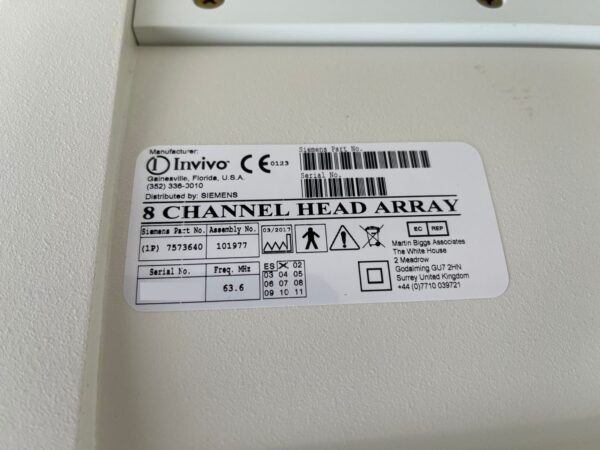 Manufacturer:
Invivo CE 0123
Gainesville, Florida, U.S.A.
(352) 336-0010
Distributed by: SIEMENS
Siemens Part No.
Serial No.
8 CHANNEL HEAD ARRAY
Siemens Part No. Assembly No.
(1P) 7573640 101977
03/2017
Serial No. Freq. MHz
63.6
ES 02
03 04 05
06 07 08
09 10 11
EC REP
Martin Biggs Associates
The White House
2 Meadrow
Godalming GU7 2HN
Surrey United Kingdom
+44 (0)7710 039721